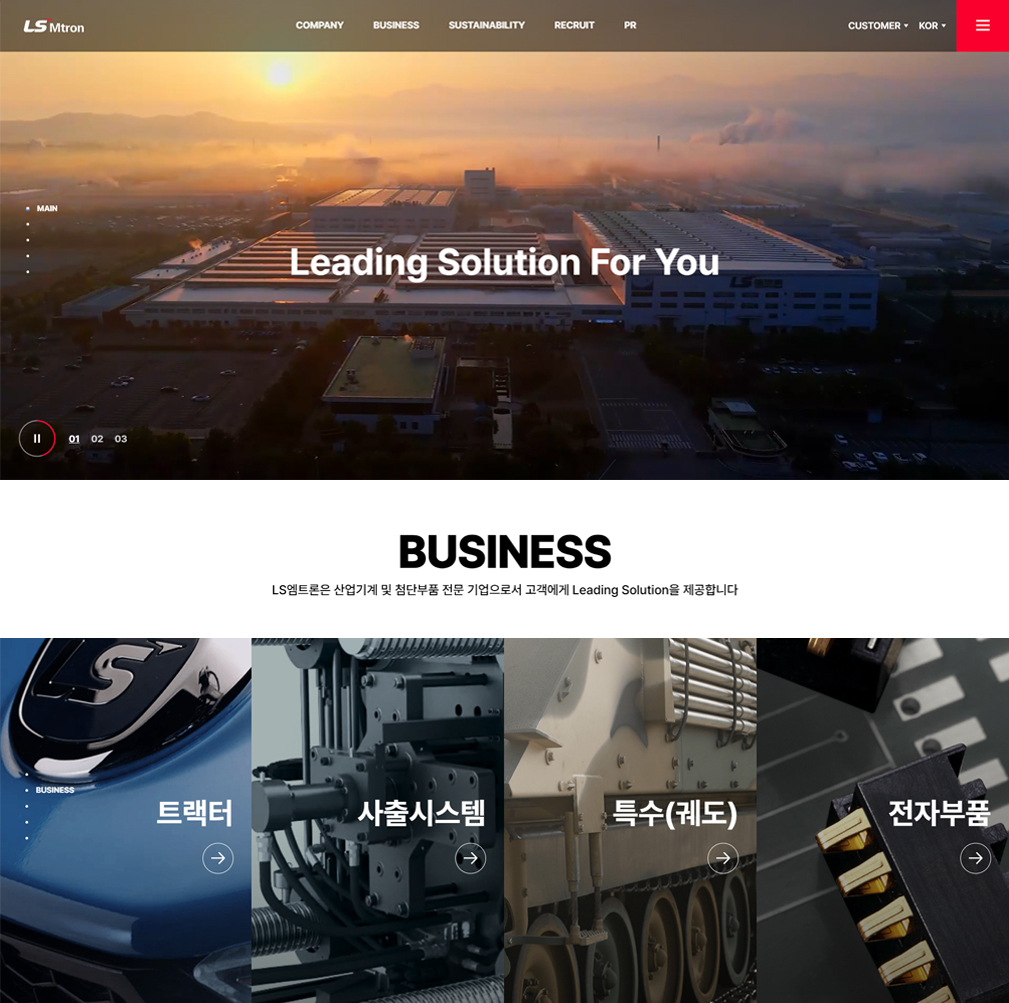 LS Mtron
COMPANY BUSINESS SUSTAINABILITY RECRUIT PR
CUSTOMER KOR
MAIN
Leading Solution For You
LS
01 02 03
BUSINESS
LS엠트론은 산업기계 및 첨단부품 전문 기업으로서 고객에게 Leading Solution을 제공합니다
LS
BUSINESS
트랙터
사출시스템
특수(궤도)
전자부품